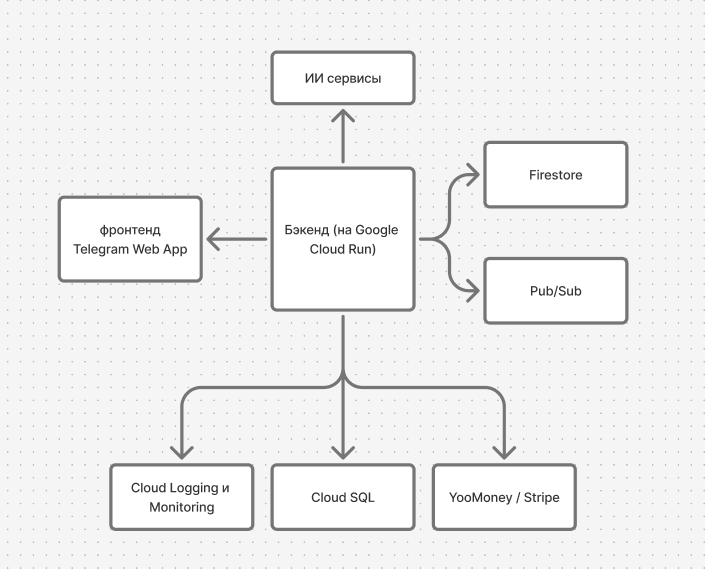 ИИ сервисы
Firestore
фронтенд
Telegram Web App
Бэкенд (на Google
Cloud Run)
Pub/Sub
Cloud Logging и
Monitoring
Cloud SQL
YooMoney / Stripe